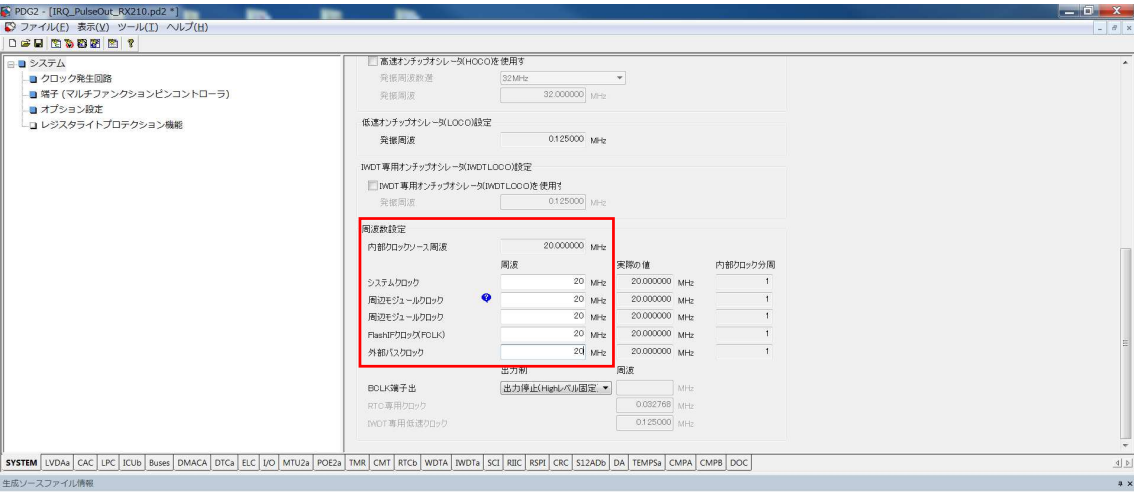 PDG2 - [IRQ_PulseOut_RX210.pd2 *]
ファイル(F) 表示(V) ツール(T) ヘルプ(H)
システム
クロック発生回路
端子 (マルチファンクションピンコントローラ)
オプション設定
レジスタライトプロテクション機能
高速オンチップオシレータ(HOCO)を使用す
発振周波数選 32MHz
発振周波 32.000000 MHz
低速オンチップオシレータ(LOCO)設定
発振周波 0.125000 MHz
IWDT専用オンチップオシレータ(IWDTLOCO)設定
IWDT専用オンチップオシレータ(IWDTLOCO)を使用す
発振周波 0.125000 MHz
周波数設定
内部クロックソース周波 20.000000 MHz
周波 実際の値 内部クロック分周
システムクロック 20 MHz 20.000000 MHz 1
周辺モジュールクロック 20 MHz 20.000000 MHz 1
周辺モジュールクロック 20 MHz 20.000000 MHz 1
FlashIFクロック(FCLK) 20 MHz 20.000000 MHz 1
外部バスクロック 20 MHz 20.000000 MHz 1
出力制 周波
BCLK端子出 出力停止(Highレベル固定 MHz
RTC専用クロック 0.032768 MHz
IWDT専用低速クロック 0.125000 MHz
SYSTEM LVDAa CAC LPC ICUb Buses DMACA DTCa ELC I/O MTU2a POE2a TMR CMT RTCb WDTA IWDTa SCI RIIC RSPI CRC S12ADb DA TEMPSa CMPA CMPB DOC
生成ソースファイル情報